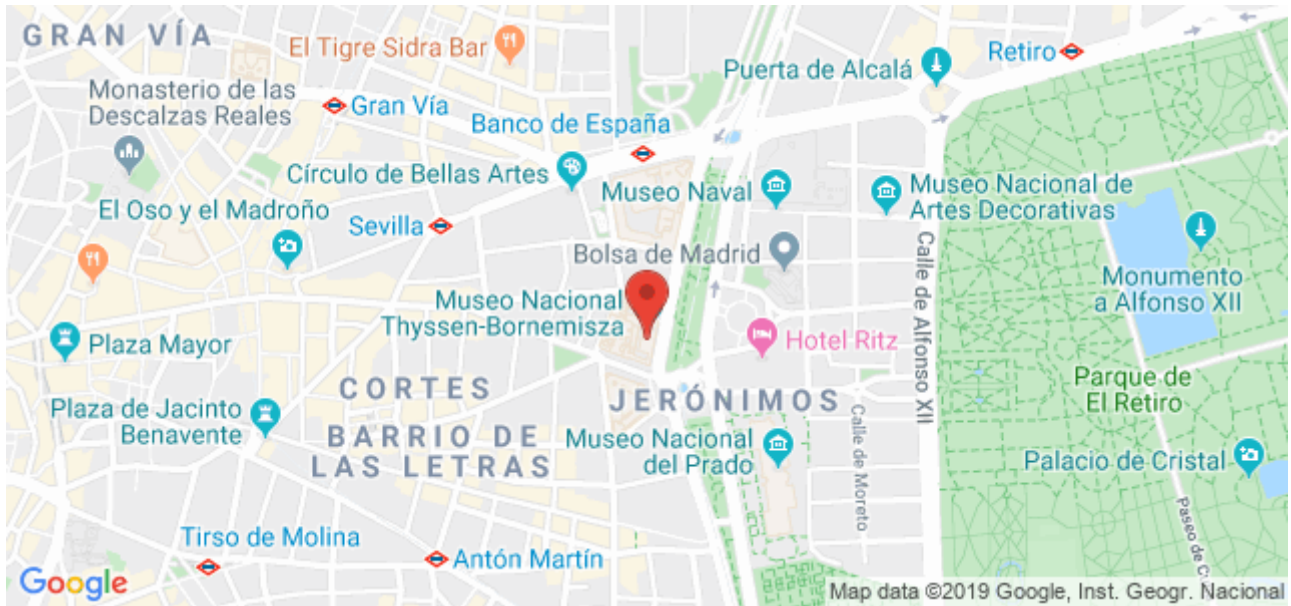 GRAN VÍA
El Tigre Sidra Bar
Retiro
Puerta de Alcalá
Monasterio de las
Descalzas Reales
Gran Vía
Banco de España
Círculo de Bellas Artes
Museo Naval
Museo Nacional de
Artes Decorativas
El Oso y el Madroño
Sevilla
Bolsa de Madrid
Calle de Alfonso XII
Monumento
a Alfonso XII
Museo Nacional
Thyssen-Bornemisza
Plaza Mayor
Hotel Ritz
CORTES
JERÓNIMOS
Parque de
El Retiro
Plaza de Jacinto
Benavente
BARRIO DE
LAS LETRAS
Museo Nacional
del Prado
Calle de Moreto
Palacio de Cristal
Paseo de
Tirso de Molina
Antón Martín
Google
Map data ©2019 Google, Inst. Geogr. Nacional